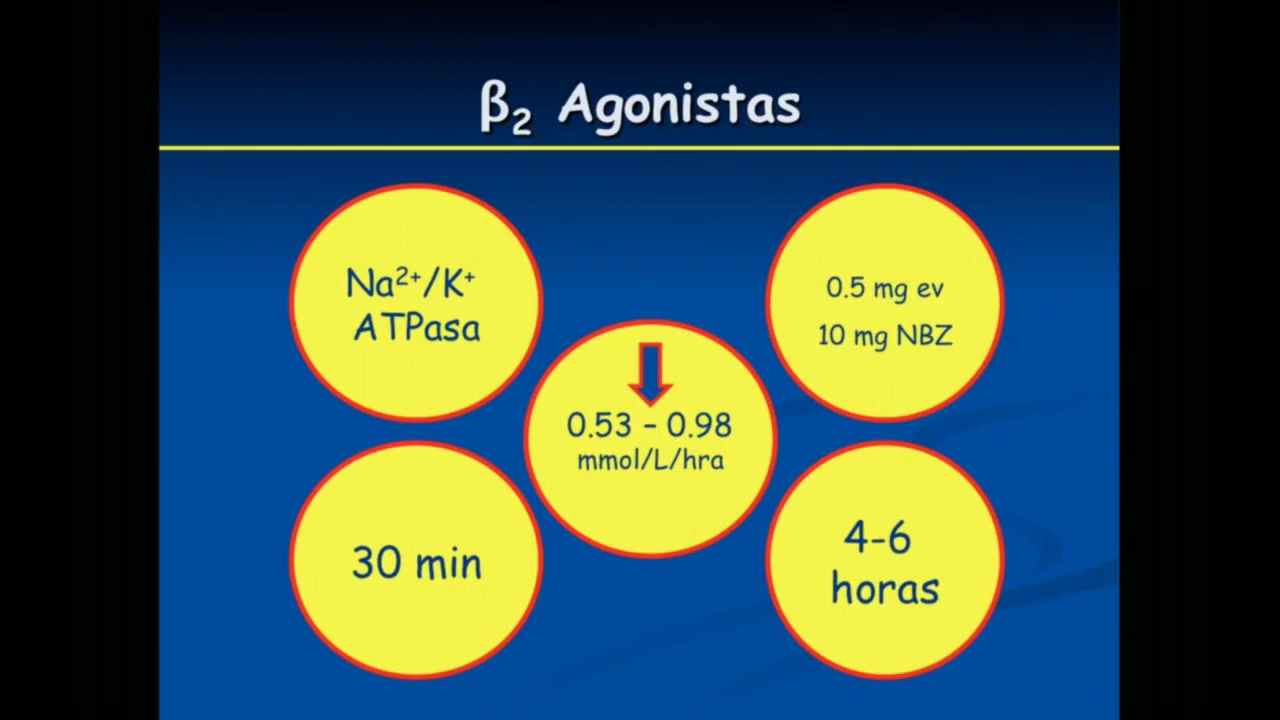 β₂ Agonistas
Na²⁺/K⁺
ATPasa
0.5 mg ev
10 mg NBZ
0.53 – 0.98
mmol/L/hra
30 min
4-6
horas